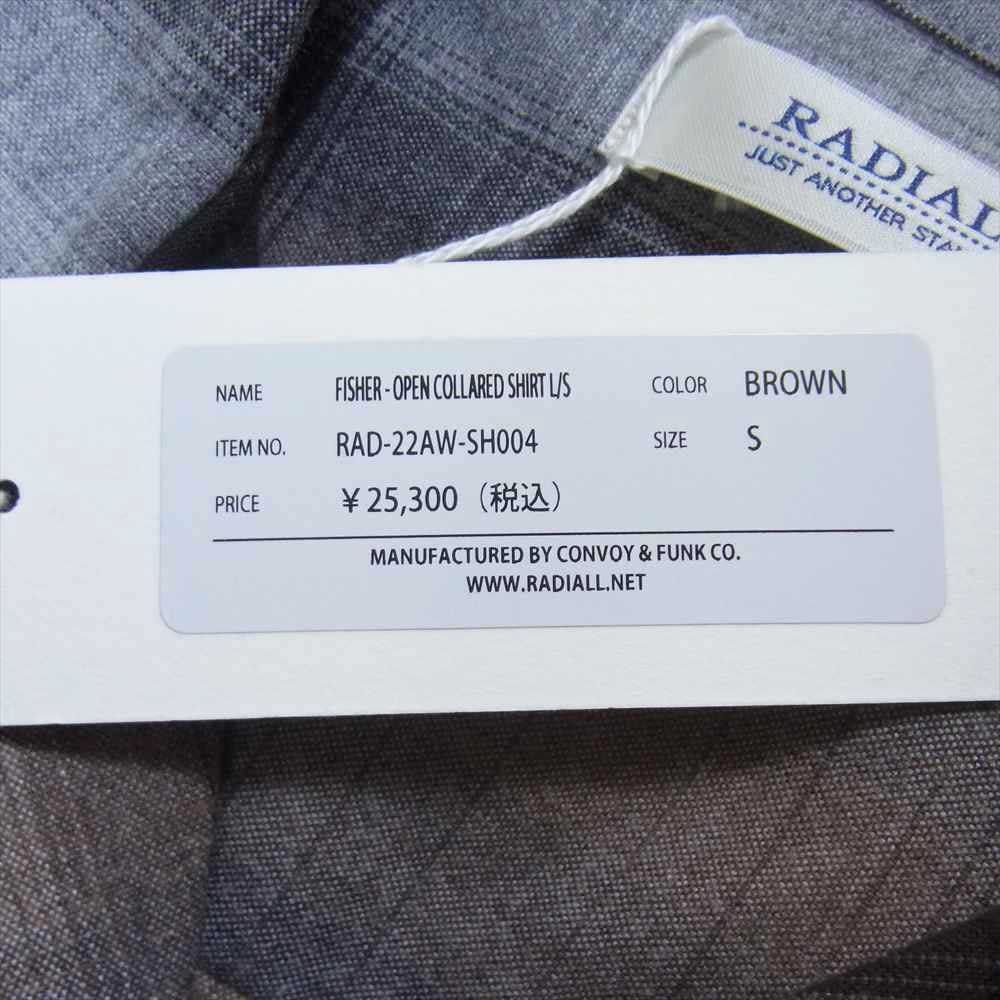 RADIALL
JUST ANOTHER
NAME FISHER - OPEN COLLARED SHIRT L/S COLOR BROWN
ITEM NO. RAD-22AW-SH004 SIZE S
PRICE ￥25,300（税込）
MANUFACTURED BY CONVOY & FUNK CO.
WWW.RADIALL.NET